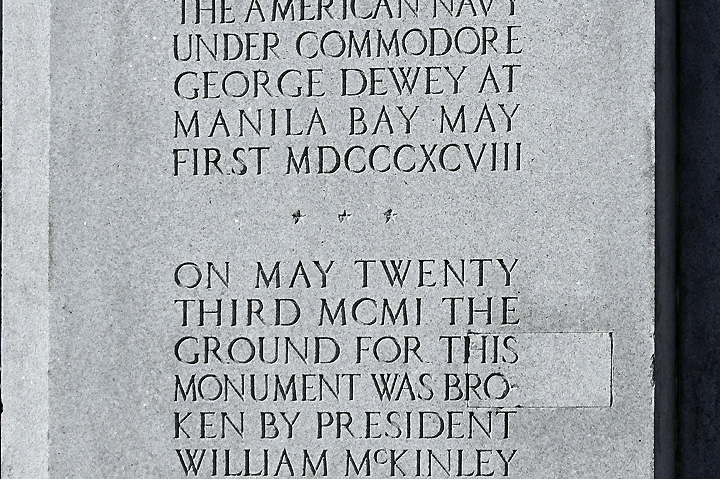 THE AMERICAN NAVY
UNDER COMMODORE
GEORGE DEWEY AT
MANILA BAY MAY
FIRST MDCCCXCVIII
ON MAY TWENTY
THIRD MCMI THE
GROUND FOR THIS
MONUMENT WAS BRO-
KEN BY PRESIDENT
WILLIAM McKINLEY